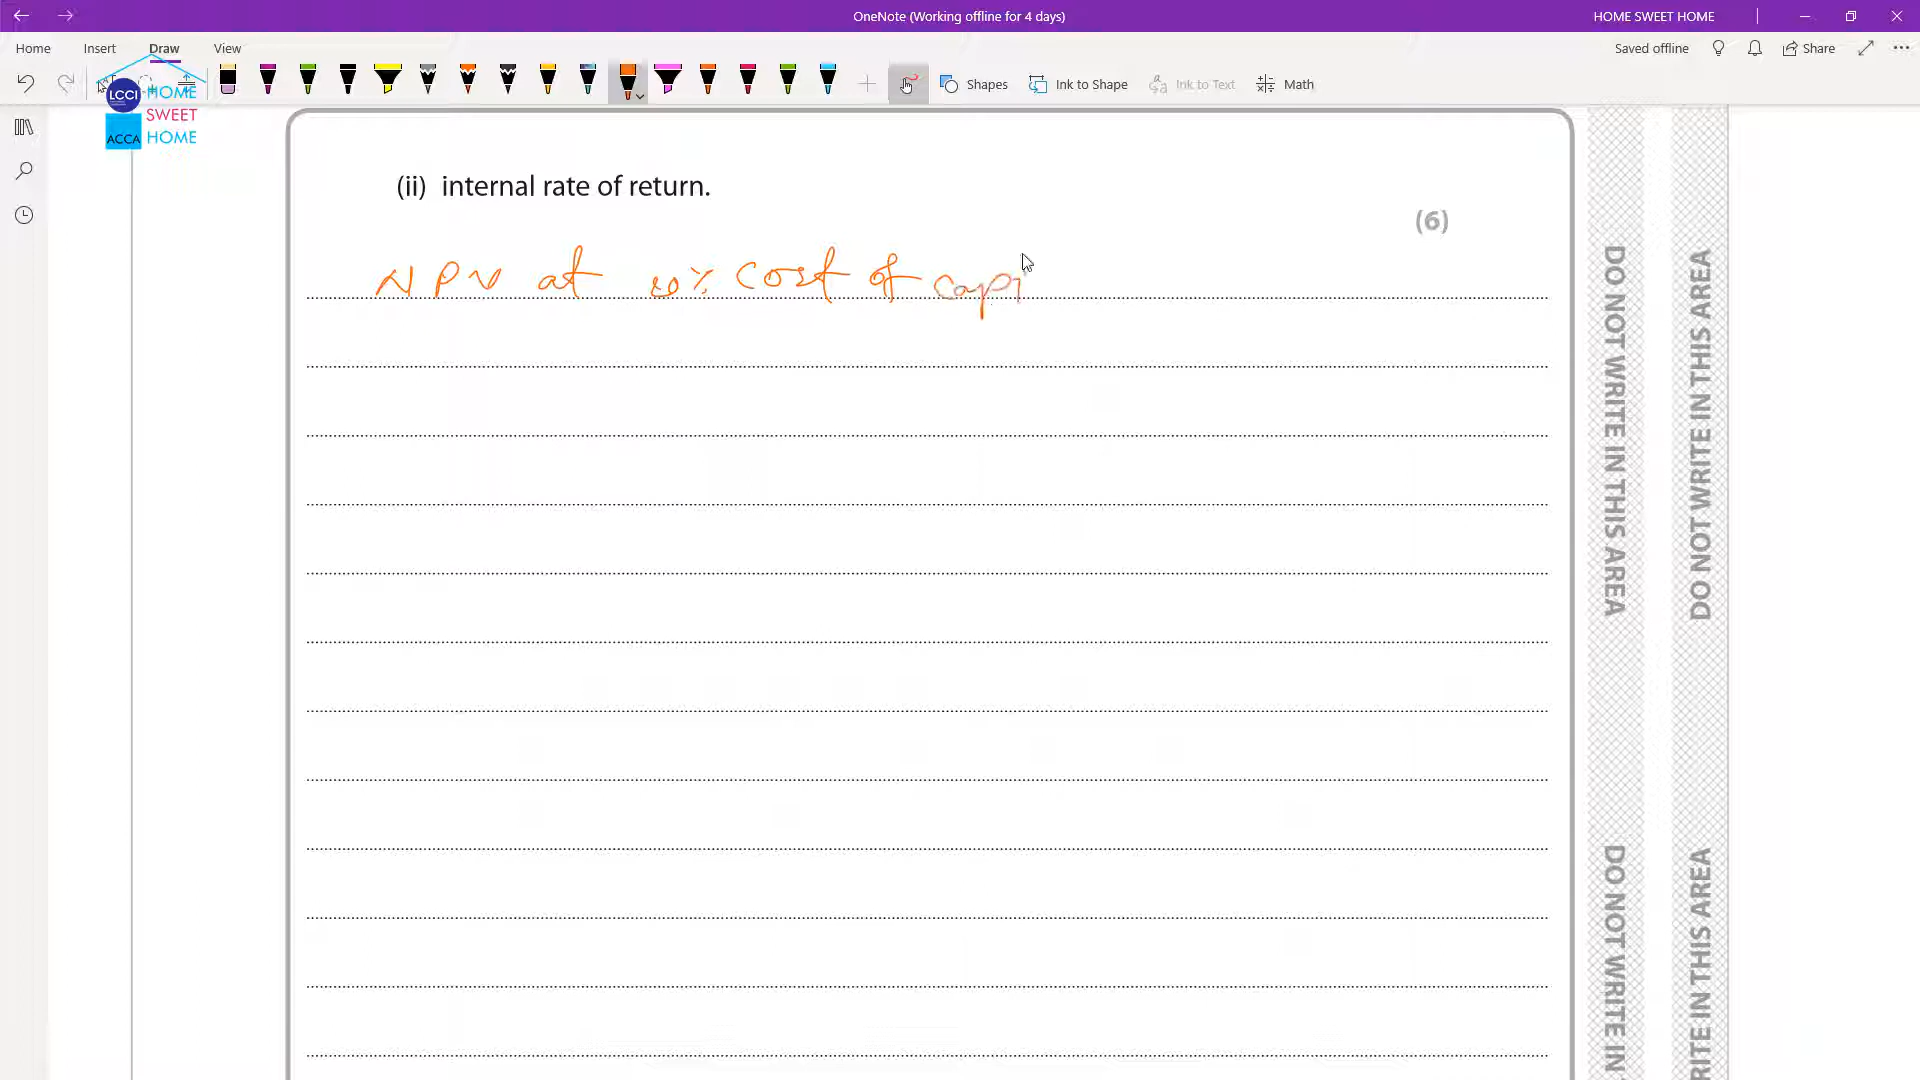 OneNote (Working offline for 4 days) HOME SWEET HOME
Home Insert Draw View Saved offline Share
Shapes Ink to Shape Ink to Text Math
LCCI HOME
SWEET
ACCA HOME
(ii) internal rate of return.
(6)
NPV at 10% cost of capi
DO NOT WRITE IN THIS AREA
DO NOT WRITE IN THIS AREA
DO NOT WRITE IN
RITE IN THIS AREA